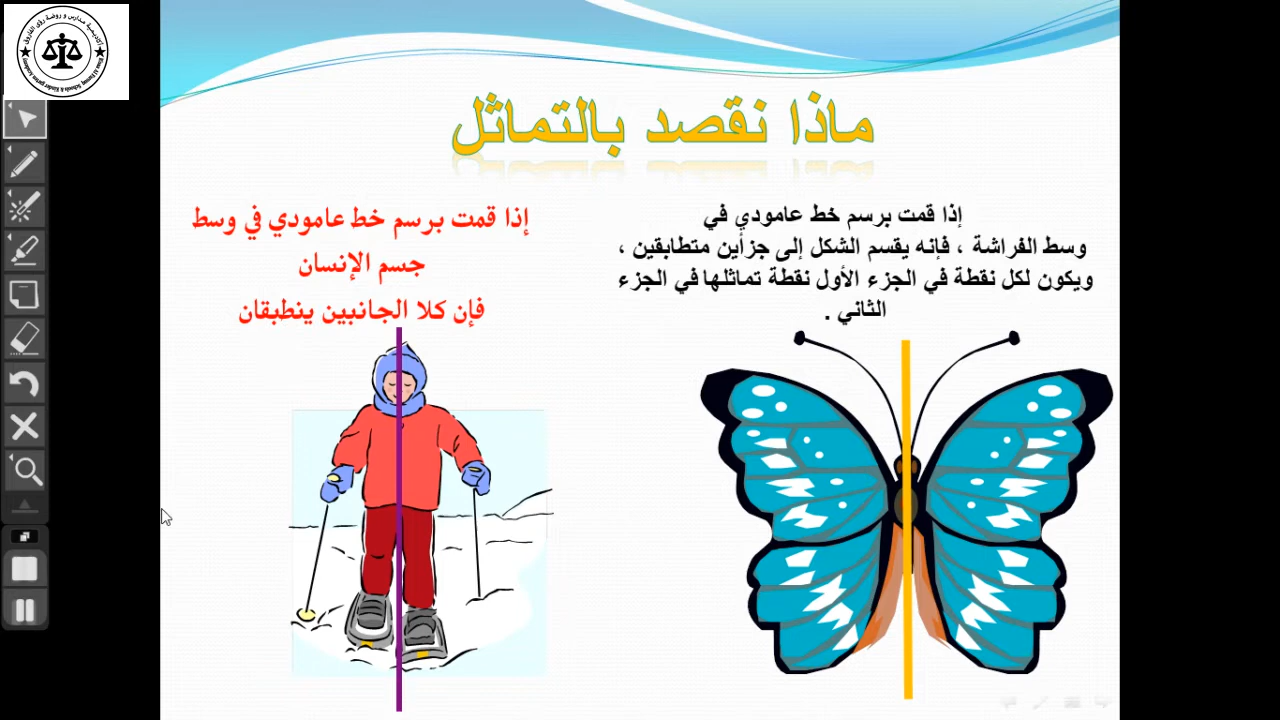 ماذا نقصد بالتماثل
إذا قمت برسم خط عامودي في
وسط الفراشة ، فإنه يقسم الشكل إلى جزأين متطابقين ،
ويكون لكل نقطة في الجزء الأول نقطة تماثلها في الجزء
الثاني .
إذا قمت برسم خط عامودي في وسط
جسم الإنسان
فإن كلا الجانبين ينطبقان